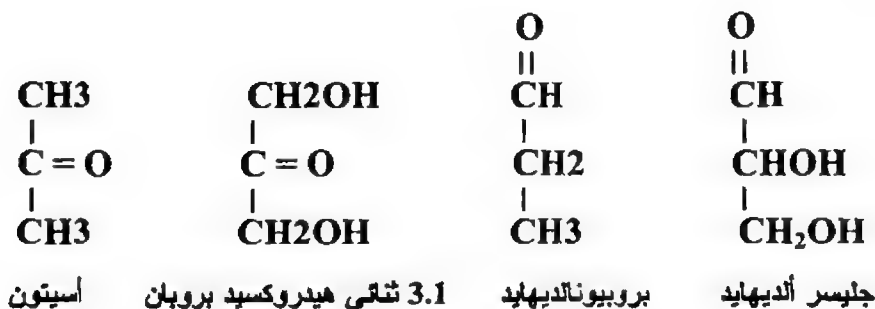 O O
|| ||
CH3 CH2OH CH CH
| | | |
C = O C = O CH2 CHOH
| | | |
CH3 CH2OH CH3 CH₂OH
جليسر ألديهايد بروبيونالديهايد 3.1 ثنائي هيدروكسيد بروبان أسيتون